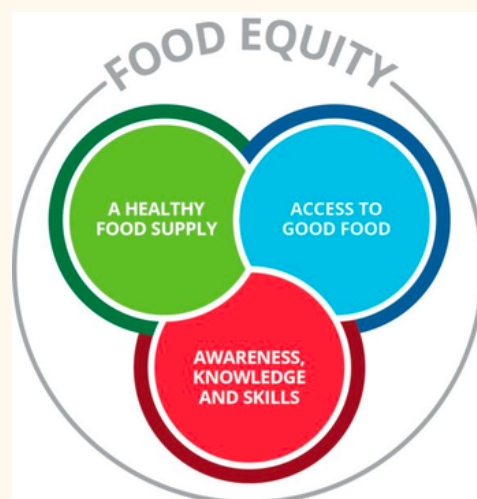 FOOD EQUITY
A HEALTHY
FOOD SUPPLY
ACCESS TO
GOOD FOOD
AWARENESS,
KNOWLEDGE
AND SKILLS